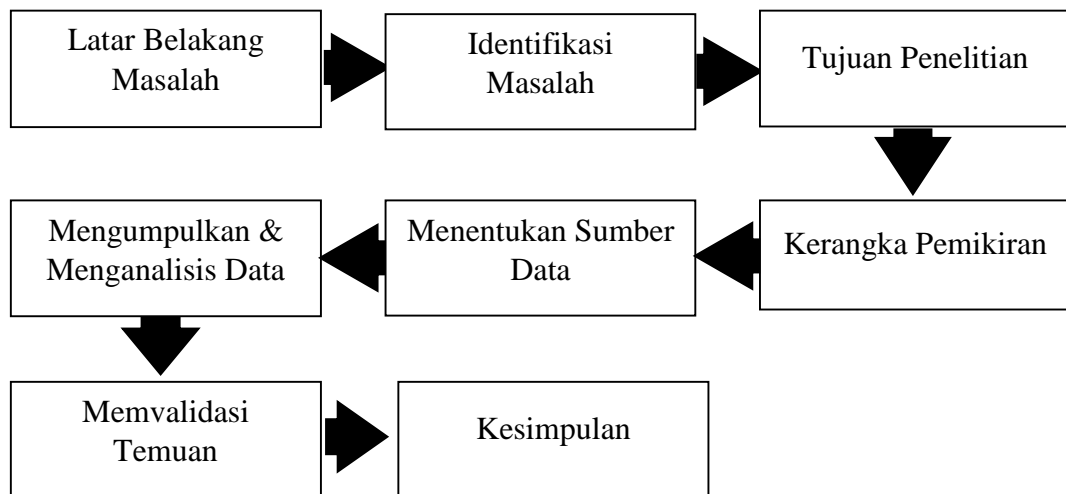 Latar Belakang
Masalah
Identifikasi
Masalah
Tujuan Penelitian
Kerangka Pemikiran
Menentukan Sumber
Data
Mengumpulkan &
Menganalisis Data
Memvalidasi
Temuan
Kesimpulan